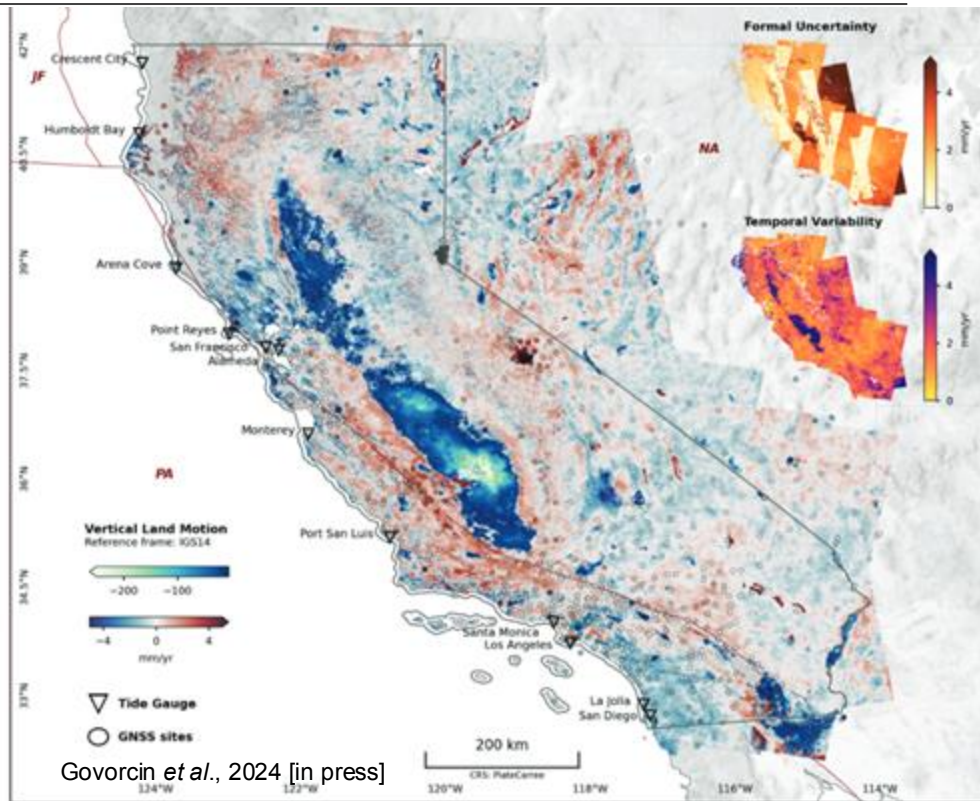 Formal Uncertainty
42°N
Crescent City
JF
4
2
0
mm/yr
Humboldt Bay
40.5°N
NA
Temporal Variability
39°N
Arena Cove
4
2
0
mm/yr
Point Reyes
San Francisco
Alameda
37.5°N
Monterey
36°N
PA
Vertical Land Motion
Reference frame: IGS14
−200 −100
−4 0 4
mm/yr
Port San Luis
34.5°N
Santa Monica
Los Angeles
33°N
La Jolla
San Diego
Tide Gauge
GNSS sites
200 km
CRS: PlateCarree
Govorcin et al., 2024 [in press]
124°W 122°W 120°W 118°W 116°W 114°W